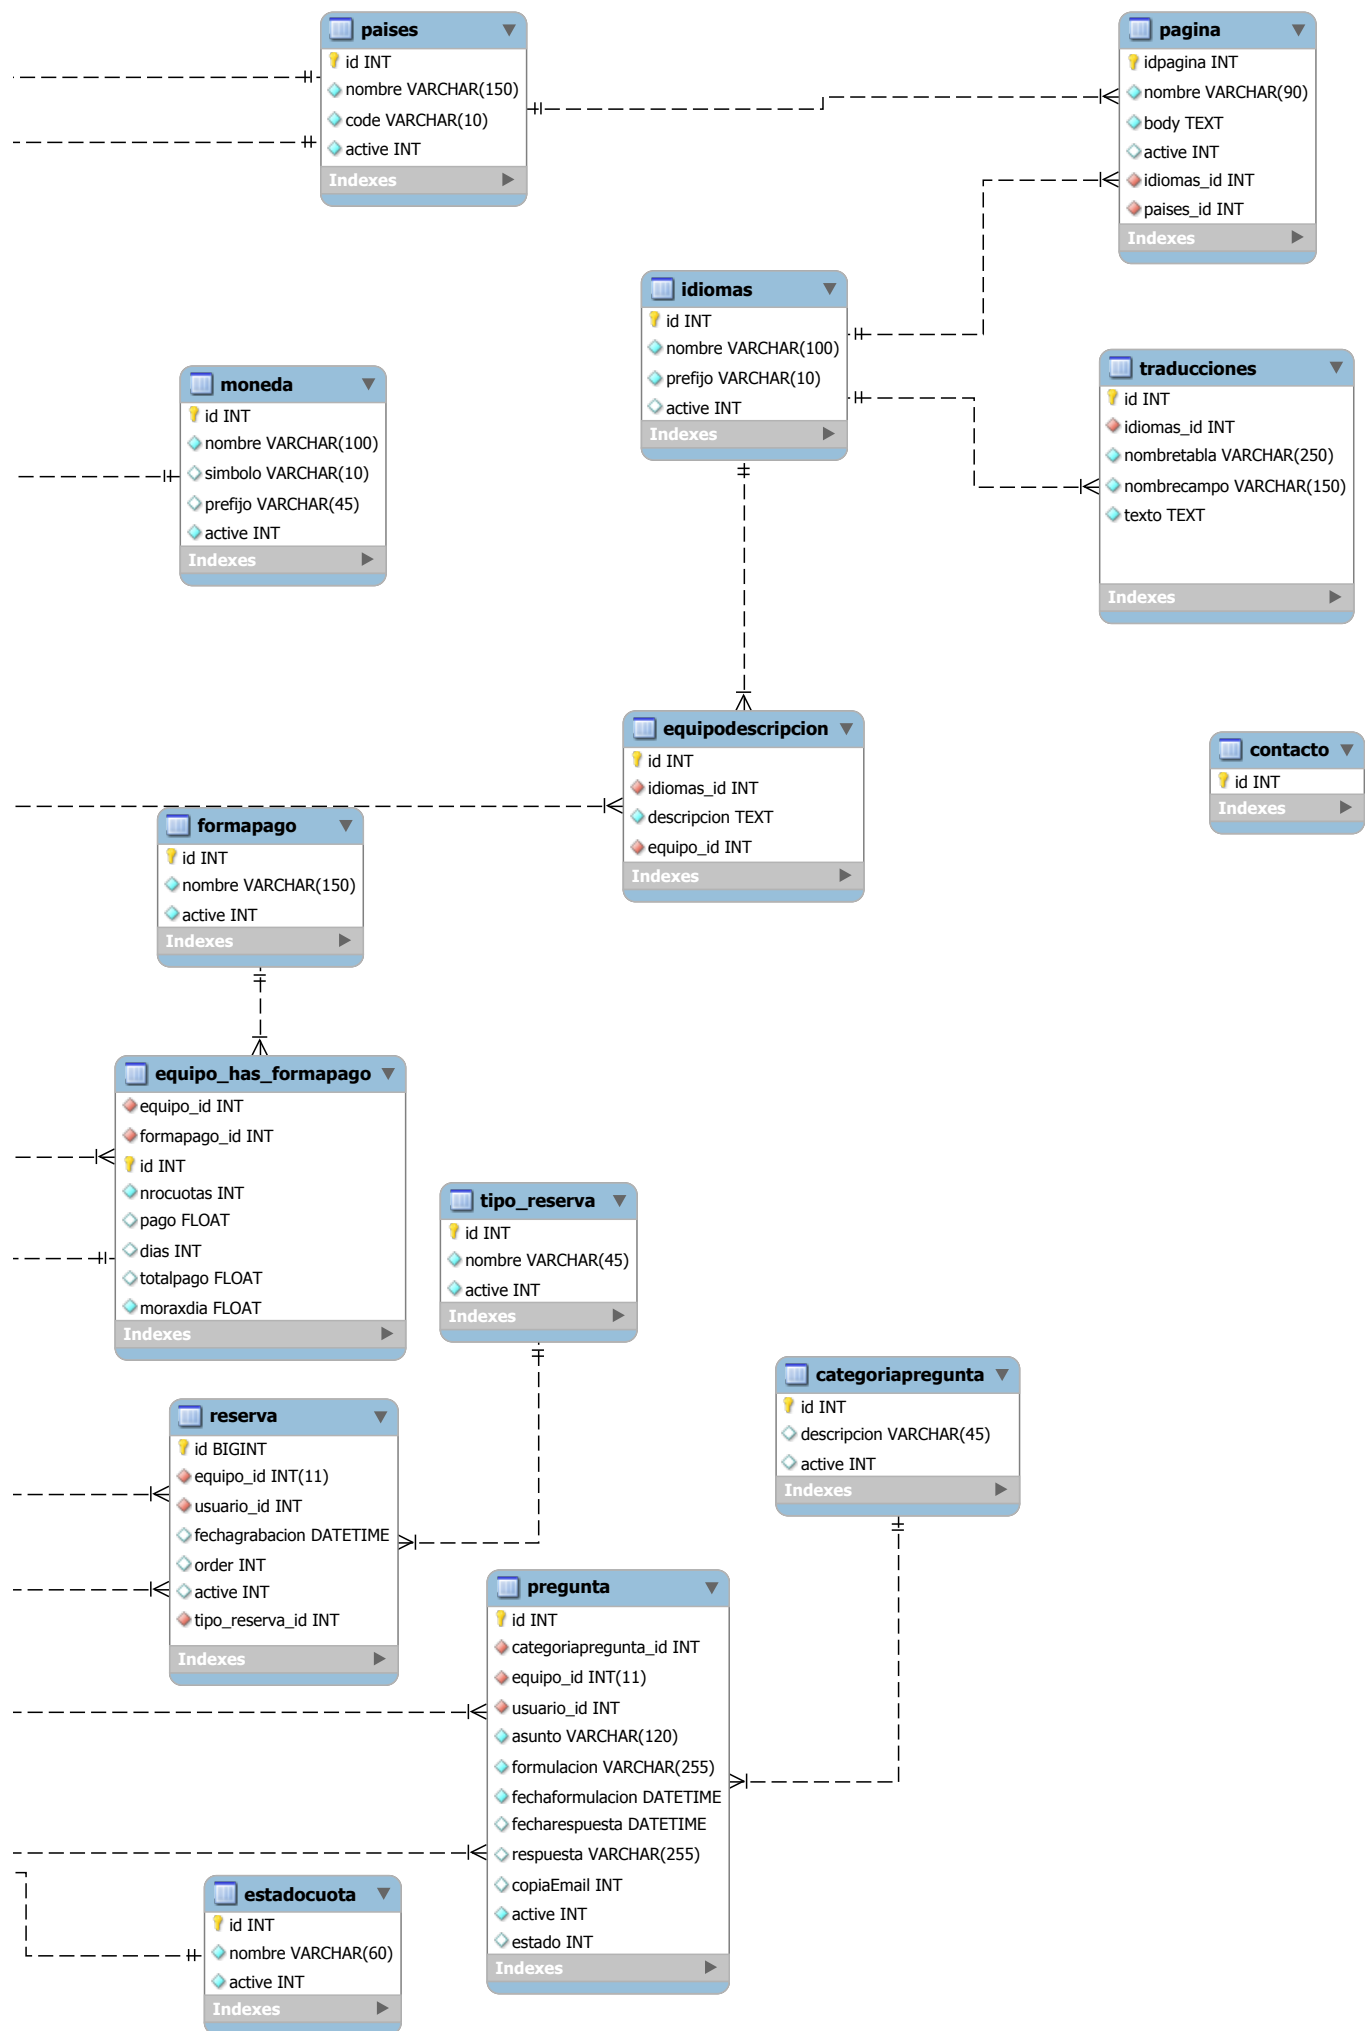 paises
id INT
nombre VARCHAR(150)
code VARCHAR(10)
active INT
Indexes
pagina
idpagina INT
nombre VARCHAR(90)
body TEXT
active INT
idiomas_id INT
paises_id INT
Indexes
idiomas
id INT
nombre VARCHAR(100)
prefijo VARCHAR(10)
active INT
Indexes
moneda
id INT
nombre VARCHAR(100)
simbolo VARCHAR(10)
prefijo VARCHAR(45)
active INT
Indexes
traducciones
id INT
idiomas_id INT
nombretabla VARCHAR(250)
nombrecampo VARCHAR(150)
texto TEXT
Indexes
equipodescripcion
id INT
idiomas_id INT
descripcion TEXT
equipo_id INT
Indexes
contacto
id INT
Indexes
formapago
id INT
nombre VARCHAR(150)
active INT
Indexes
equipo_has_formapago
equipo_id INT
formapago_id INT
id INT
nrocuotas INT
pago FLOAT
dias INT
totalpago FLOAT
moraxdia FLOAT
Indexes
tipo_reserva
id INT
nombre VARCHAR(45)
active INT
Indexes
categoriapregunta
id INT
descripcion VARCHAR(45)
active INT
Indexes
reserva
id BIGINT
equipo_id INT(11)
usuario_id INT
fechagrabacion DATETIME
order INT
active INT
tipo_reserva_id INT
Indexes
pregunta
id INT
categoriapregunta_id INT
equipo_id INT(11)
usuario_id INT
asunto VARCHAR(120)
formulacion VARCHAR(255)
fechaformulacion DATETIME
fecharespuesta DATETIME
respuesta VARCHAR(255)
copiaEmail INT
active INT
estado INT
Indexes
estadocuota
id INT
nombre VARCHAR(60)
active INT
Indexes